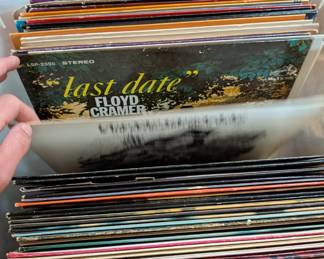 LSP-2350 STEREO
"last date"
FLOYD
CRAMER